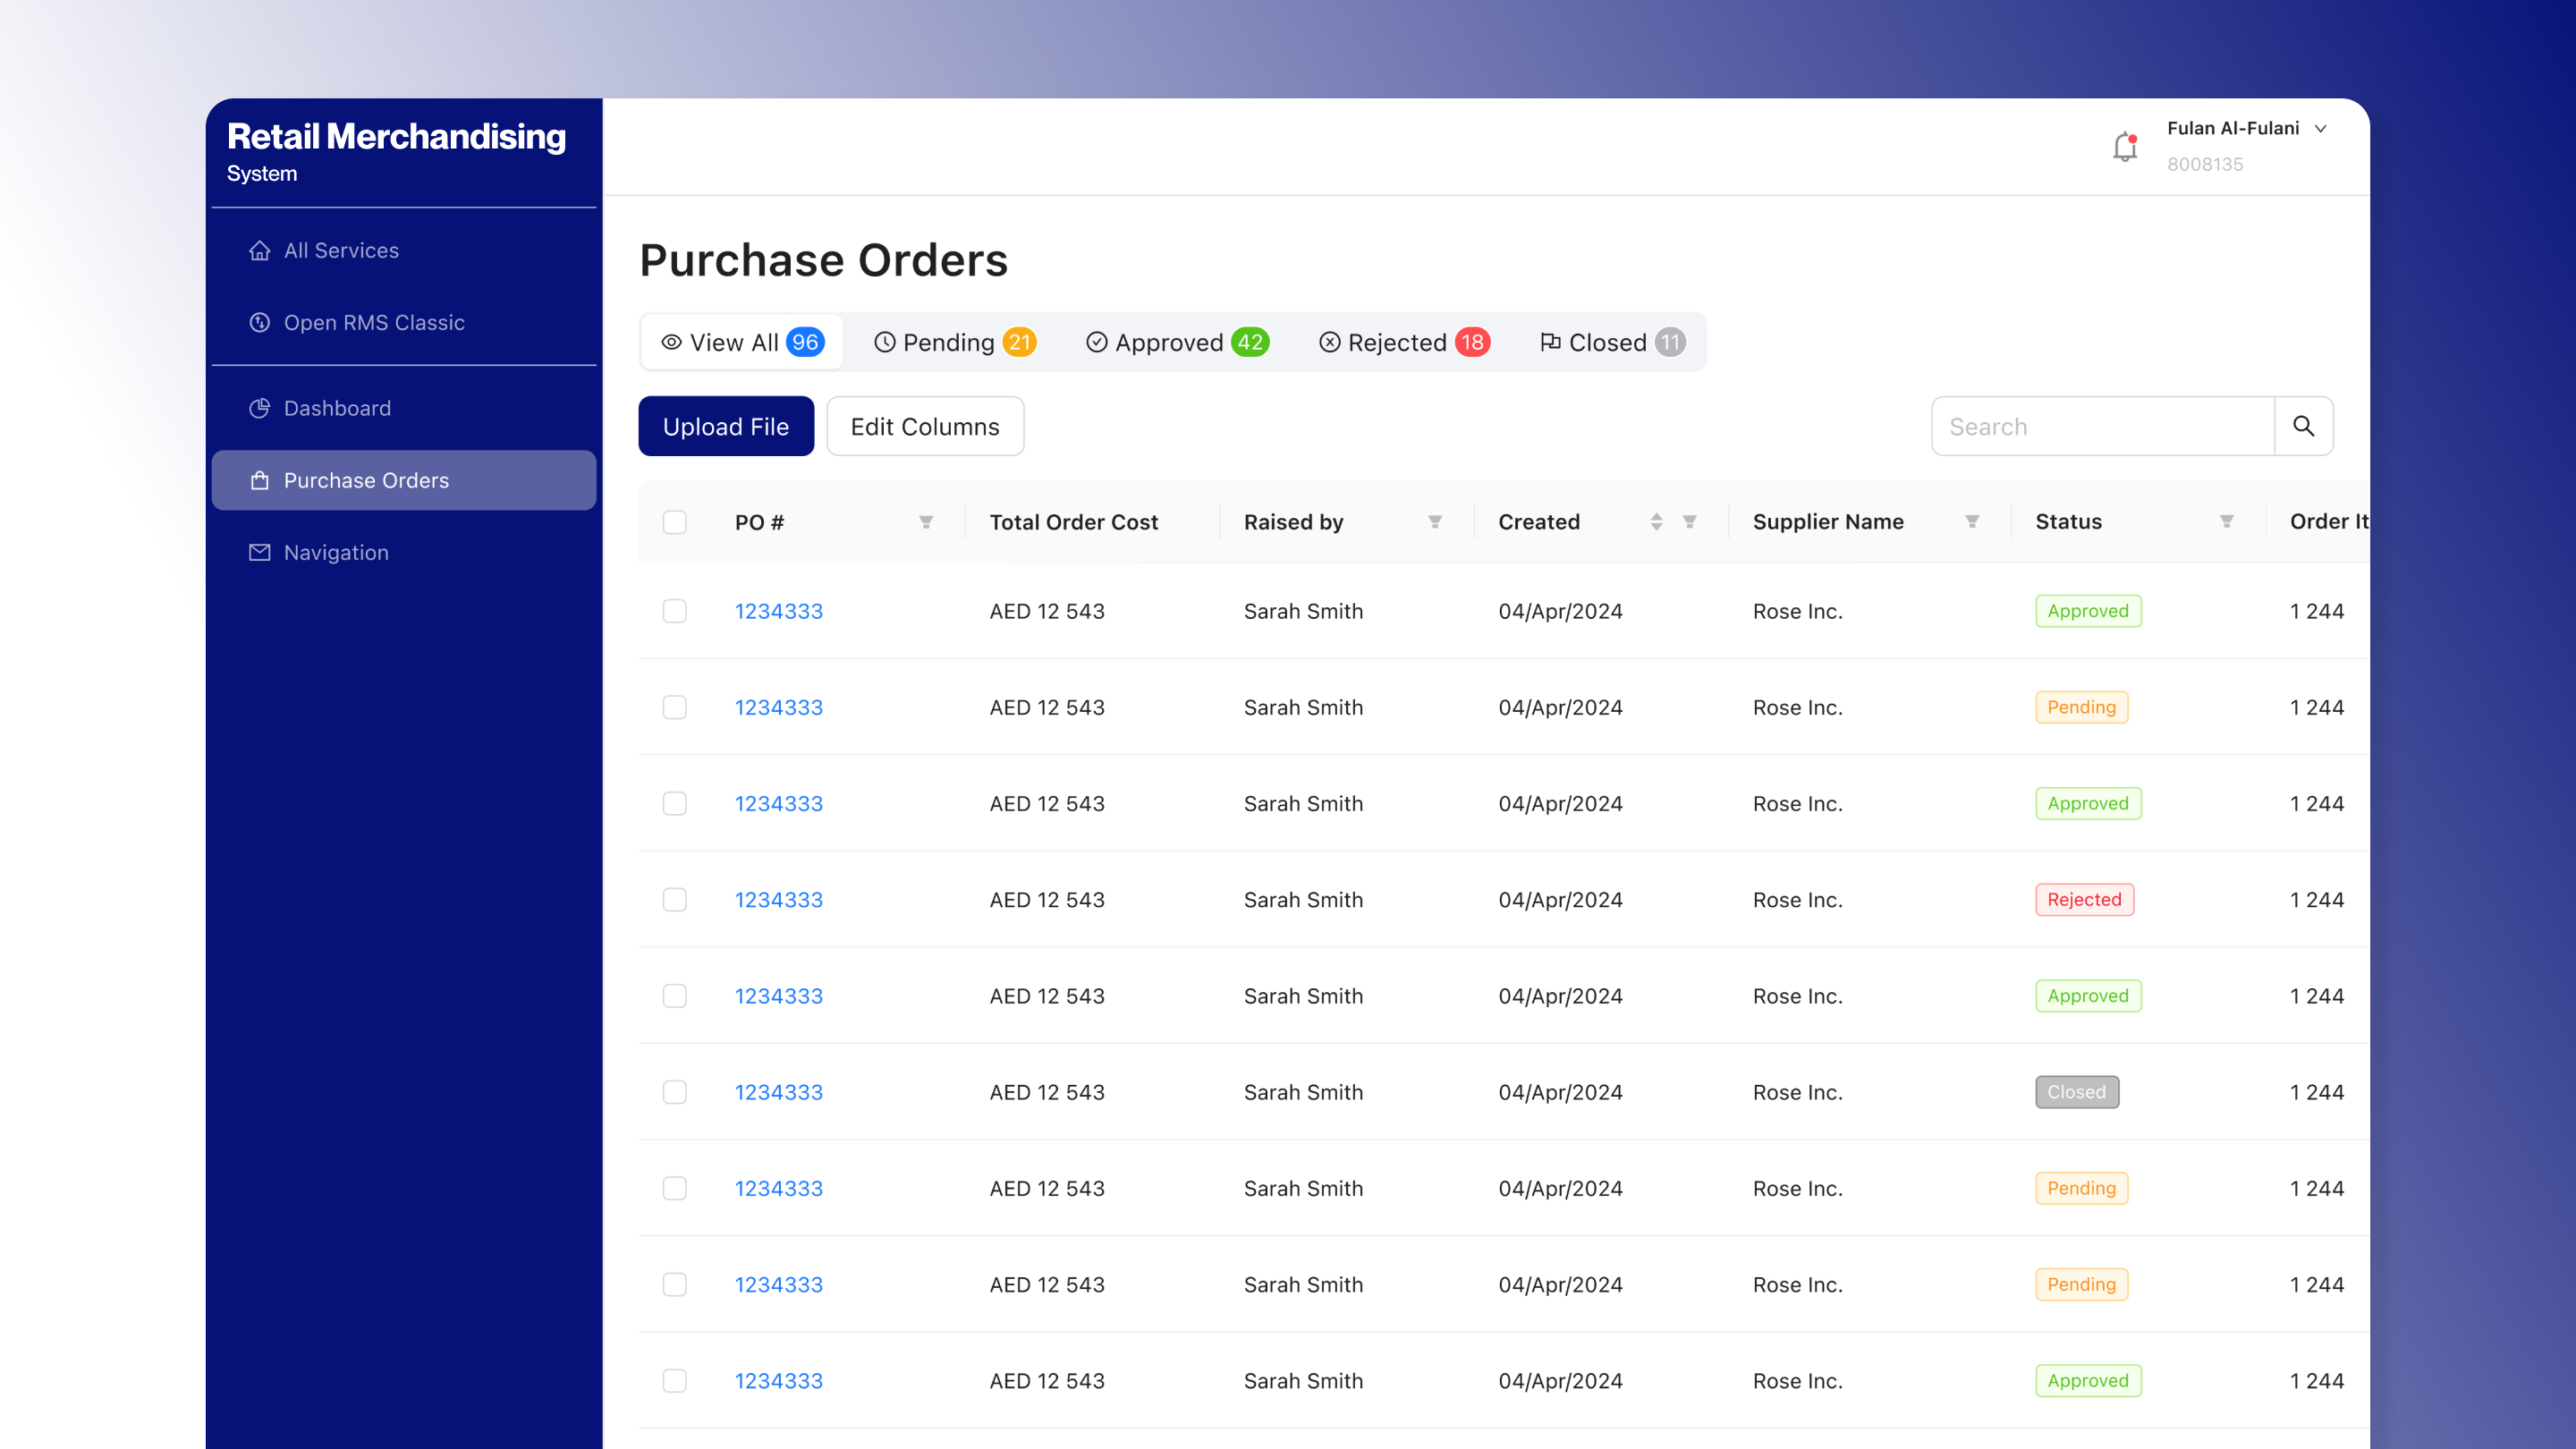 Retail Merchandising
System
Fulan Al-Fulani
8008135
All Services
Open RMS Classic
Dashboard
Purchase Orders
Navigation
Purchase Orders
View All 96 Pending 21 Approved 42 Rejected 18 Closed 11
Upload File Edit Columns Search
PO # Total Order Cost Raised by Created Supplier Name Status Order It
1234333 AED 12 543 Sarah Smith 04/Apr/2024 Rose Inc. Approved 1 244
1234333 AED 12 543 Sarah Smith 04/Apr/2024 Rose Inc. Pending 1 244
1234333 AED 12 543 Sarah Smith 04/Apr/2024 Rose Inc. Approved 1 244
1234333 AED 12 543 Sarah Smith 04/Apr/2024 Rose Inc. Rejected 1 244
1234333 AED 12 543 Sarah Smith 04/Apr/2024 Rose Inc. Approved 1 244
1234333 AED 12 543 Sarah Smith 04/Apr/2024 Rose Inc. Closed 1 244
1234333 AED 12 543 Sarah Smith 04/Apr/2024 Rose Inc. Pending 1 244
1234333 AED 12 543 Sarah Smith 04/Apr/2024 Rose Inc. Pending 1 244
1234333 AED 12 543 Sarah Smith 04/Apr/2024 Rose Inc. Approved 1 244